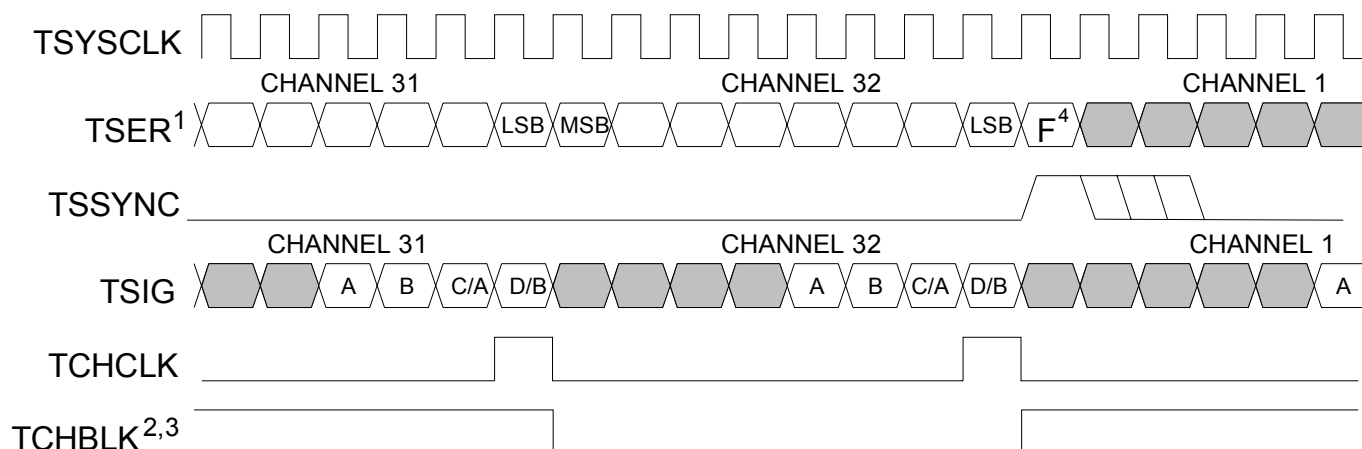 TSYSCLK
CHANNEL 31 CHANNEL 32 CHANNEL 1
TSER¹ LSB MSB LSB F⁴
TSSYNC
CHANNEL 31 CHANNEL 32 CHANNEL 1
TSIG A B C/A D/B A B C/A D/B A
TCHCLK
TCHBLK²,³